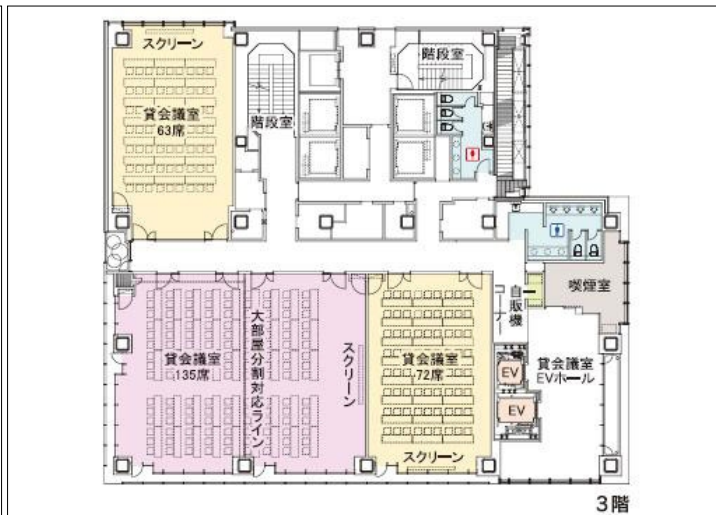 スクリーン
貸会議室
63席
階段室
階段室
貸会議室
135席
大部屋分割対応ライン
スクリーン
貸会議室
72席
スクリーン
自販機
コーナー
喫煙室
貸会議室
EVホール
EV
EV
3階